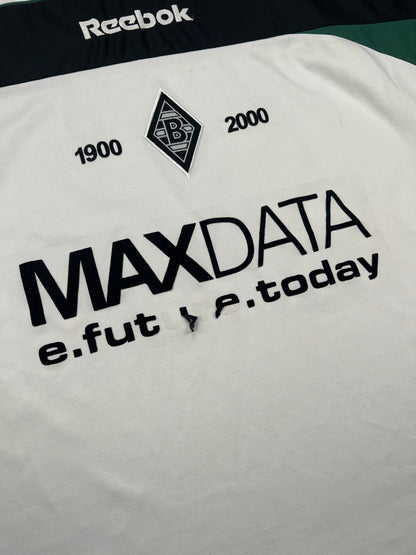 Reebok
1900 B 2000
MAXDATA
e.fut e.today